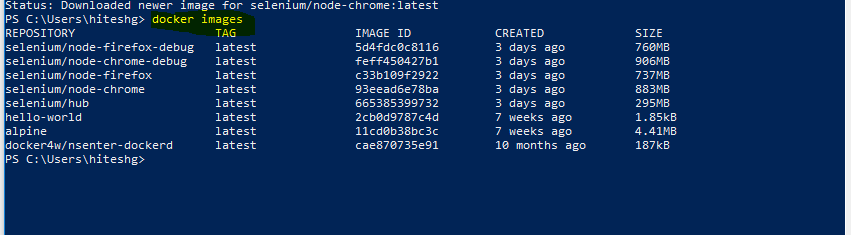 Status: Downloaded newer image for selenium/node-chrome:latest
PS C:\Users\hiteshg> docker images
REPOSITORY TAG IMAGE ID CREATED SIZE
selenium/node-firefox-debug latest 5d4fdc0c8116 3 days ago 760MB
selenium/node-chrome-debug latest feff450427b1 3 days ago 906MB
selenium/node-firefox latest c33b109f2922 3 days ago 737MB
selenium/node-chrome latest 93eead6e78ba 3 days ago 883MB
selenium/hub latest 665385399732 3 days ago 295MB
hello-world latest 2cb0d9787c4d 7 weeks ago 1.85kB
alpine latest 11cd0b38bc3c 7 weeks ago 4.41MB
docker4w/nsenter-dockerd latest cae870735e91 10 months ago 187kB
PS C:\Users\hiteshg>